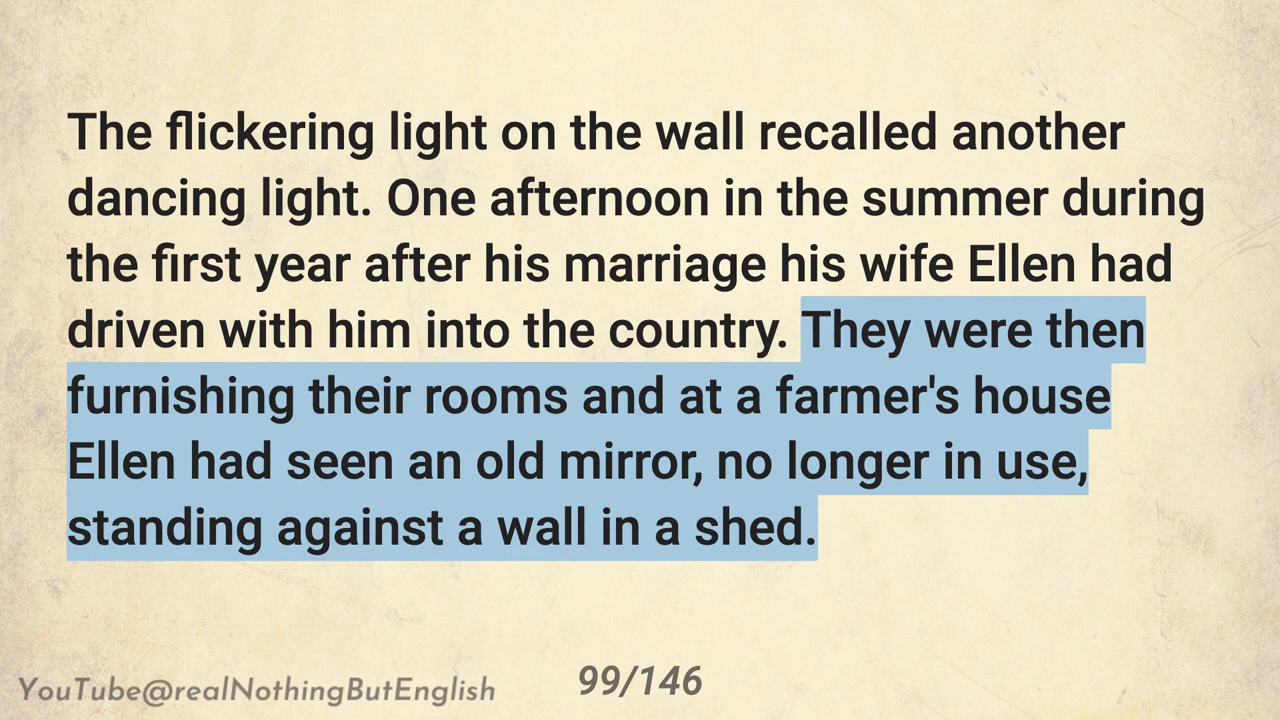 The flickering light on the wall recalled another
dancing light. One afternoon in the summer during
the first year after his marriage his wife Ellen had
driven with him into the country. They were then
furnishing their rooms and at a farmer's house
Ellen had seen an old mirror, no longer in use,
standing against a wall in a shed.
YouTube@realNothingButEnglish
99/146